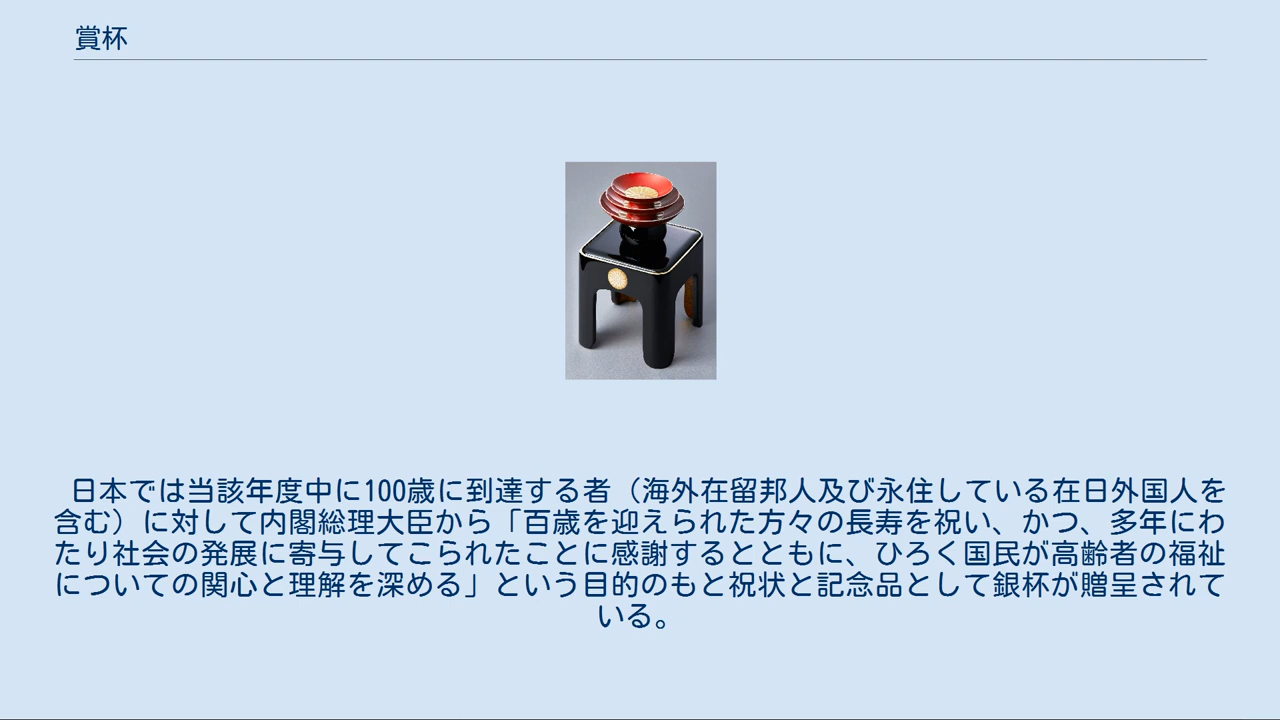 賞杯
日本では当該年度中に100歳に到達する者（海外在留邦人及び永住している在日外国人を
含む）に対して内閣総理大臣から「百歳を迎えられた方々の長寿を祝い、かつ、多年にわ
たり社会の発展に寄与してこられたことに感謝するとともに、ひろく国民が高齢者の福祉
についての関心と理解を深める」という目的のもと祝状と記念品として銀杯が贈呈されて
いる。